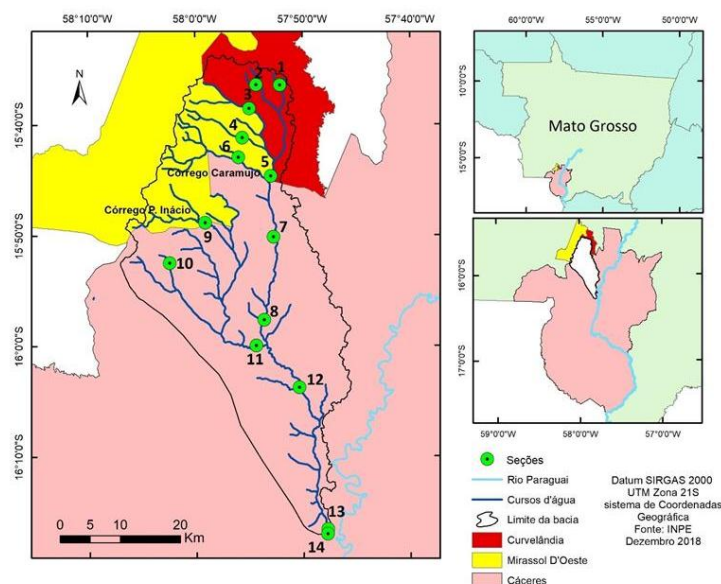 58°10'0"W 58°0'0"W 57°50'0"W 57°40'0"W
N
2 1
3
15°40'0"S
4
6
5
Córrego Caramujo
Córrego P. Inácio
9
7
15°50'0"S
10
8
16°0'0"S
11
12
16°10'0"S
13
14
0 5 10 20
Km
60°0'0"W 55°0'0"W
10°0'0"S
Mato Grosso
15°0'0"S
16°0'0"S
17°0'0"S
59°0'0"W 58°0'0"W 57°0'0"W
Seções
Rio Paraguai
Cursos d'água
Limite da bacia
Curvelândia
Mirassol D'Oeste
Cáceres
Datum SIRGAS 2000
UTM Zona 21S
sistema de Coordenadas
Geográfica
Fonte: INPE
Dezembro 2018